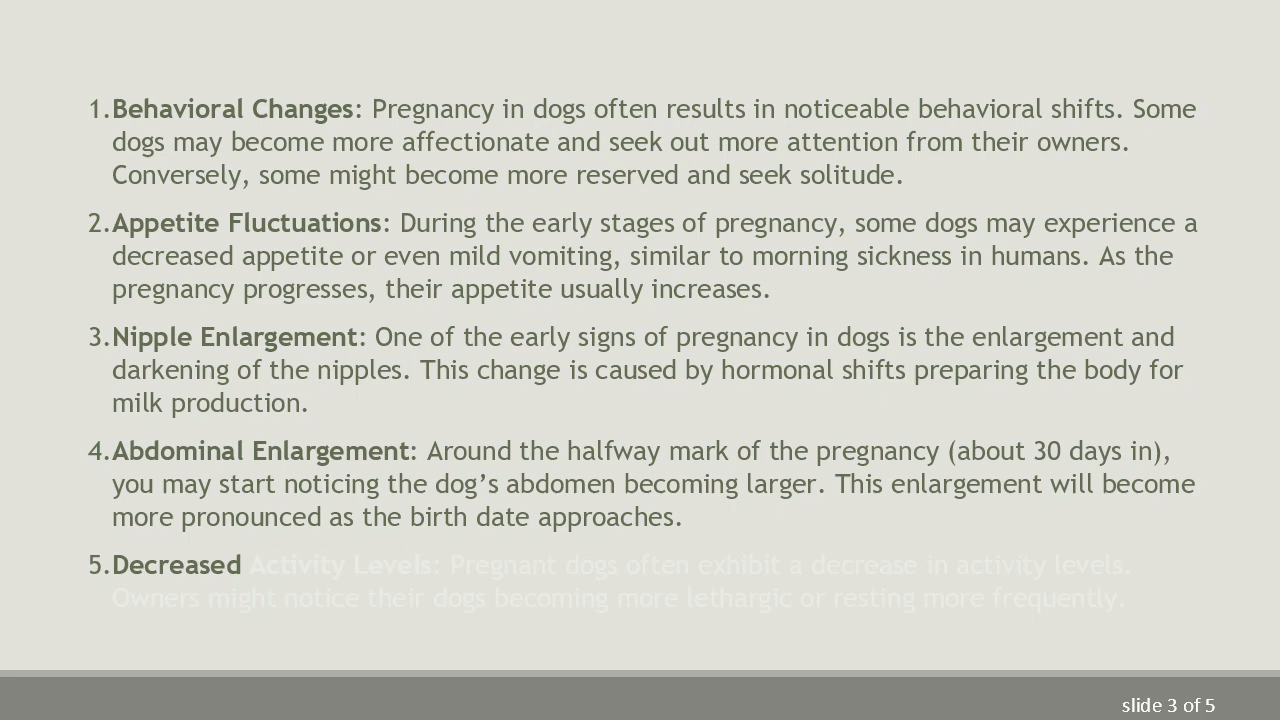 1.Behavioral Changes: Pregnancy in dogs often results in noticeable behavioral shifts. Some
dogs may become more affectionate and seek out more attention from their owners.
Conversely, some might become more reserved and seek solitude.
2.Appetite Fluctuations: During the early stages of pregnancy, some dogs may experience a
decreased appetite or even mild vomiting, similar to morning sickness in humans. As the
pregnancy progresses, their appetite usually increases.
3.Nipple Enlargement: One of the early signs of pregnancy in dogs is the enlargement and
darkening of the nipples. This change is caused by hormonal shifts preparing the body for
milk production.
4.Abdominal Enlargement: Around the halfway mark of the pregnancy (about 30 days in),
you may start noticing the dog’s abdomen becoming larger. This enlargement will become
more pronounced as the birth date approaches.
5.Decreased Activity Levels: Pregnant dogs often exhibit a decrease in activity levels.
Owners might notice their dogs becoming more lethargic or resting more frequently.
slide 3 of 5